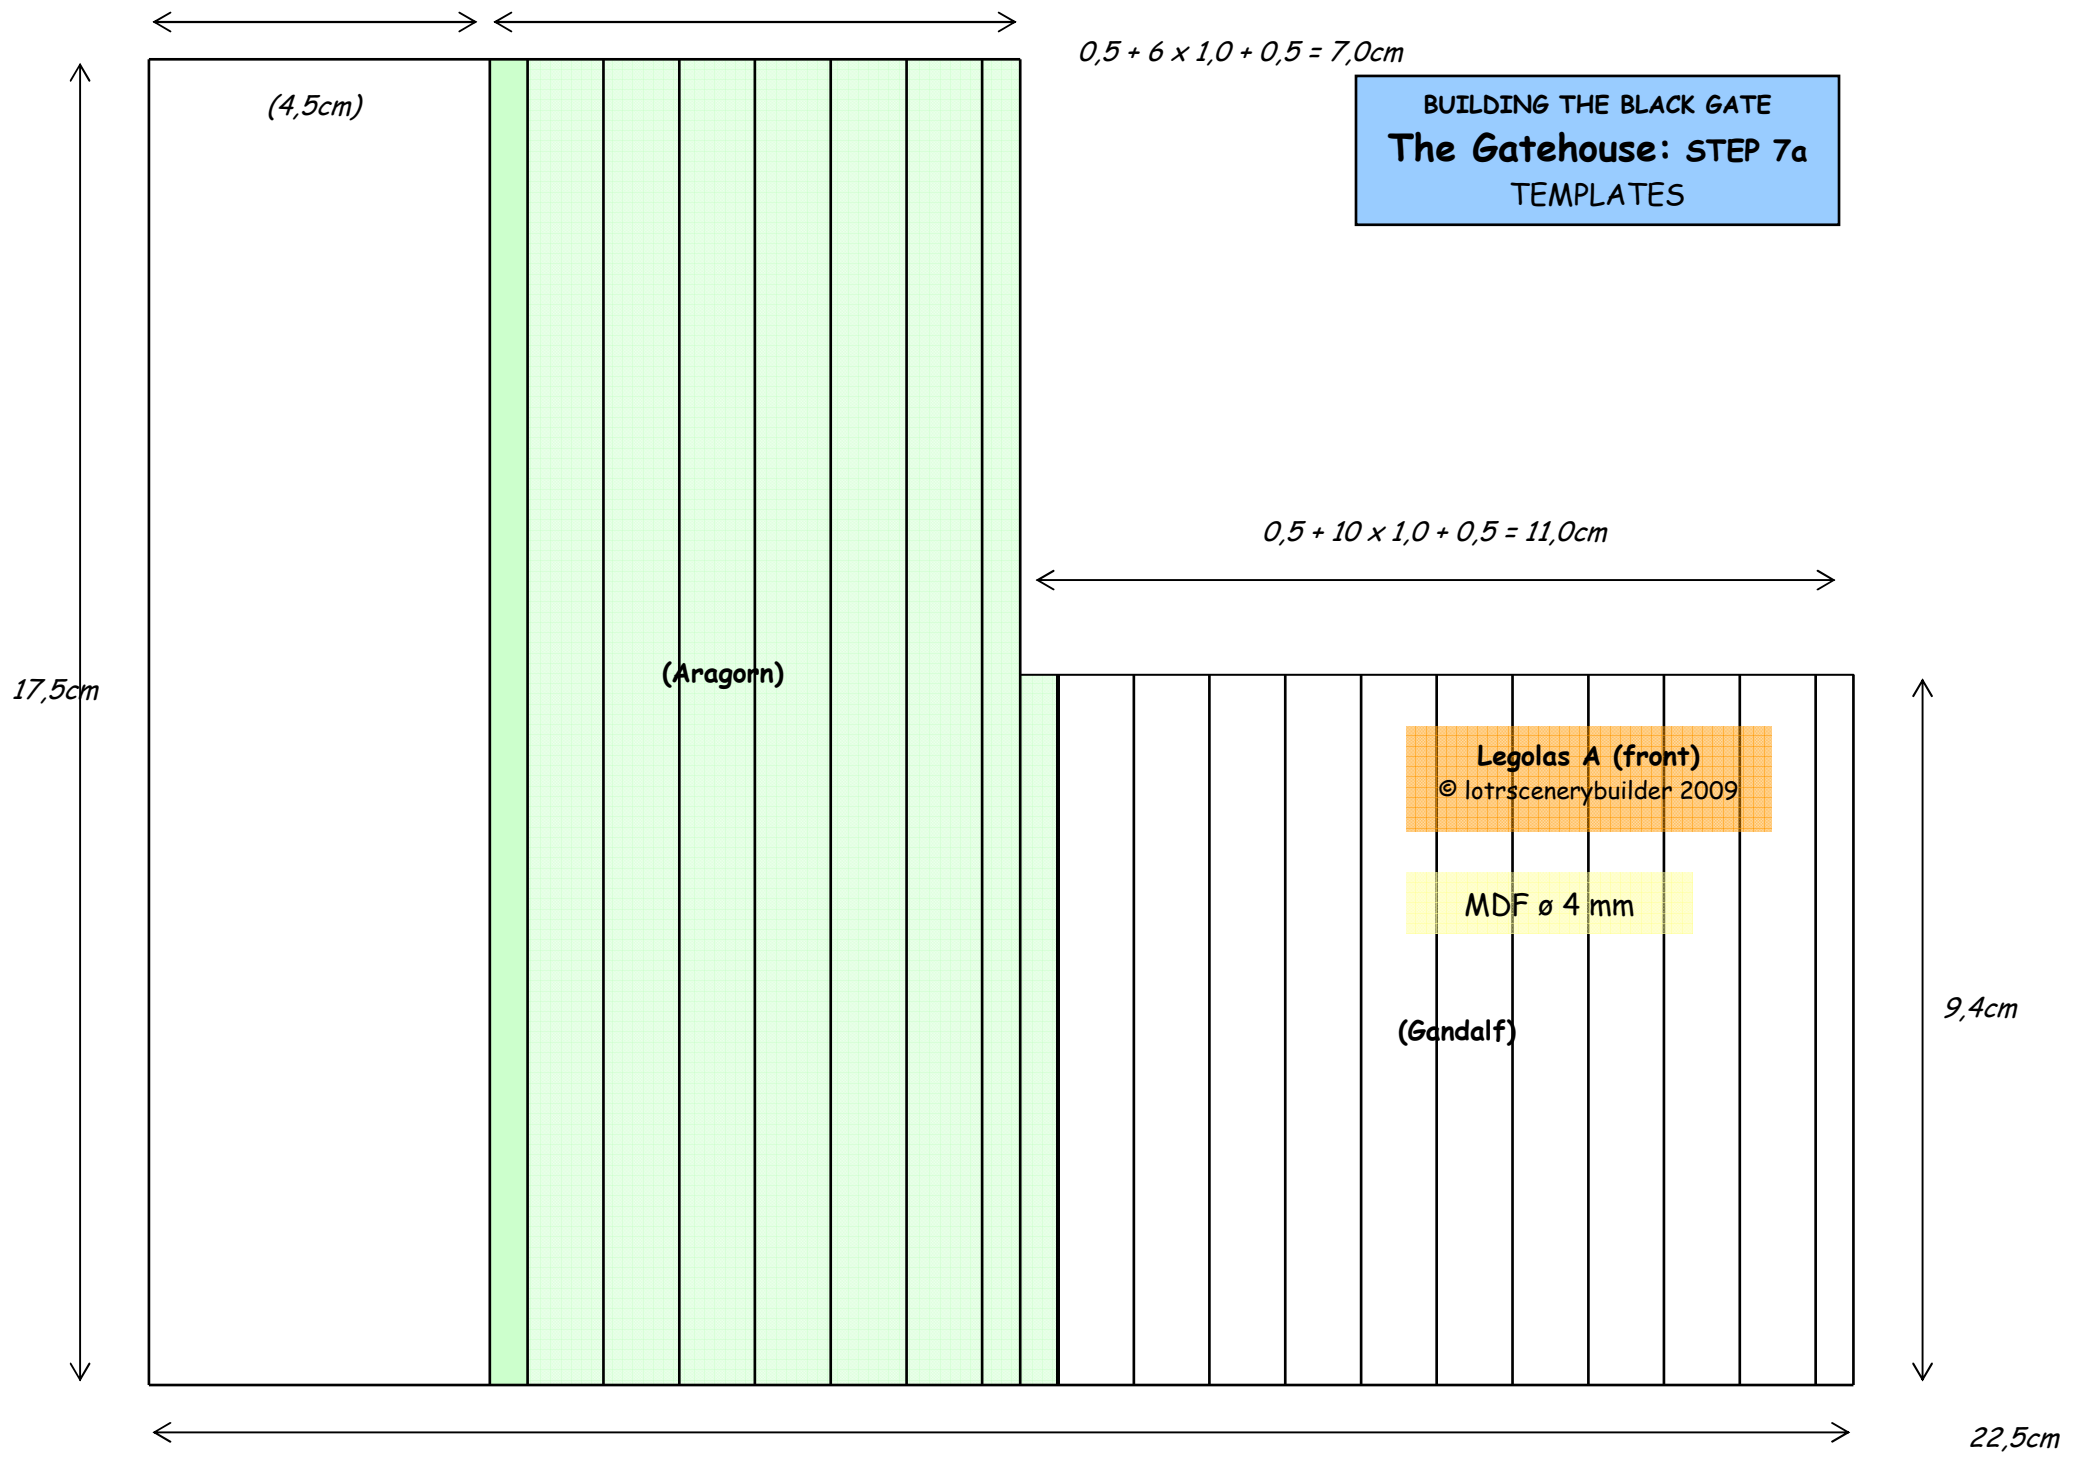 0,5 + 6 x 1,0 + 0,5 = 7,0cm
(4,5cm)
BUILDING THE BLACK GATE
The Gatehouse: STEP 7a
TEMPLATES
0,5 + 10 x 1,0 + 0,5 = 11,0cm
(Aragorn)
17,5cm
Legolas A (front)
© lotrscenerybuilder 2009
MDF ø 4 mm
9,4cm
(Gandalf)
22,5cm